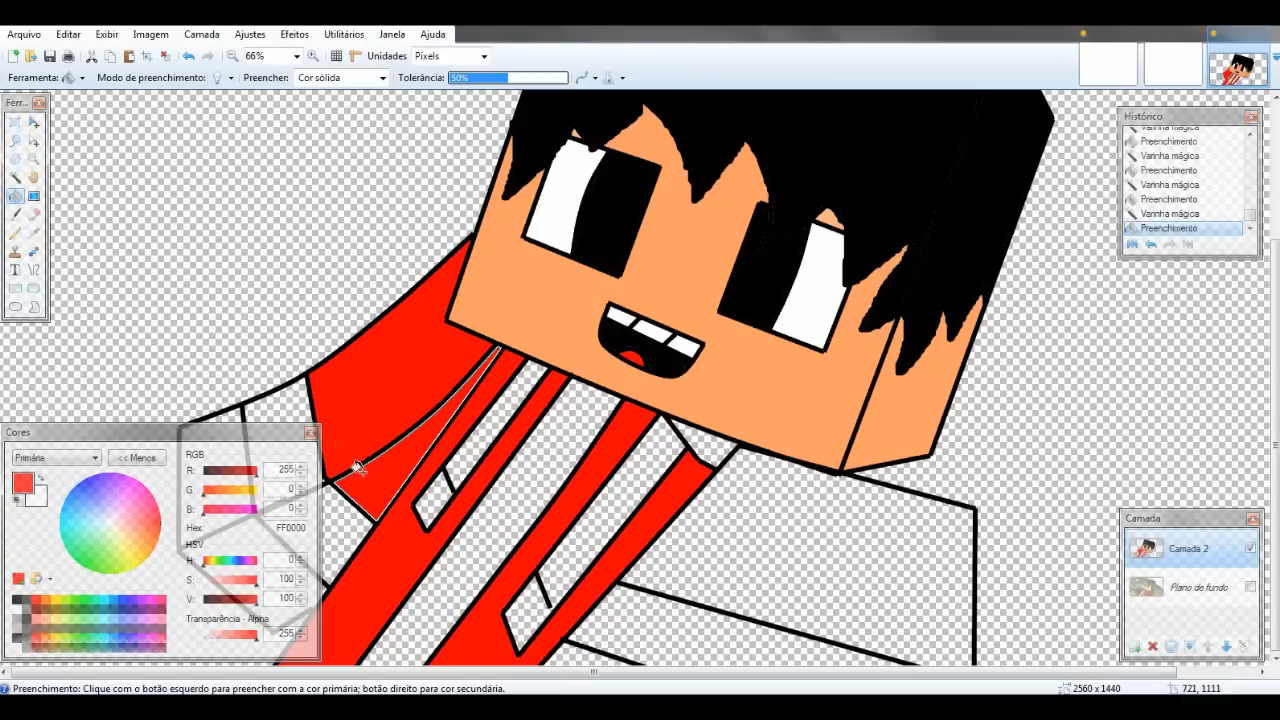 Arquivo Editar Exibir Imagem Camada Ajustes Efeitos Utilitários Janela Ajuda
66% Unidades Pixels
Ferramenta: Modo de preenchimento: Preencher: Cor sólida Tolerância: 50%
Ferr...
Histórico
Varinha mágica
Preenchimento
Varinha mágica
Preenchimento
Varinha mágica
Preenchimento
Varinha mágica
Preenchimento
Cores
Primária << Menos
RGB
R: 255
G: 0
B: 0
Hex: FF0000
HSV
H: 0
S: 100
V: 100
Transparência - Alpha
255
Camada
Camada 2
Plano de fundo
Preenchimento: Clique com o botão esquerdo para preencher com a cor primária; botão direito para cor secundária.
2560 x 1440
721, 1111